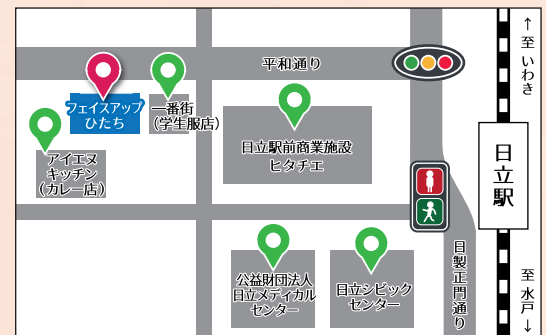 ↑至いわき
平和通り
フェイスアップ
ひたち
一番街
(学生服店)
日立駅前商業施設
ヒタチエ
アイエヌ
キッチン
(カレー店)
日立駅
公益財団法人
日立メディカル
センター
日立シビック
センター
日製正門通り
至水戸↓